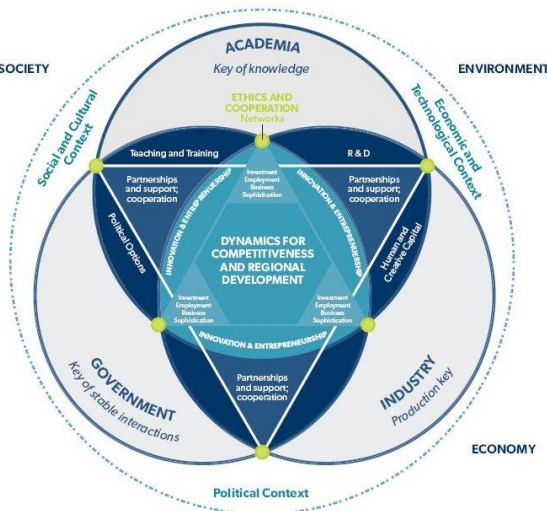 ACADEMIA
Key of knowledge
SOCIETY
ENVIRONMENT
ETHICS AND
COOPERATION
Networks
Social and Cultural
Context
Economic and
Technological Context
Teaching and Training
R & D
Partnerships
and support;
cooperation
Investment
Employment
Business
Sophistication
Partnerships
and support;
cooperation
INNOVATION & ENTREPRENUERSHIP
INNOVATION & ENTREPRENUERSHIP
Political Options
Human and
Creative Capital
DYNAMICS FOR
COMPETITIVENESS
AND REGIONAL
DEVELOPMENT
Investment
Employment
Business
Sophistication
Investment
Employment
Business
Sophistication
INNOVATION & ENTREPRENEURSHIP
Partnerships
and support;
cooperation
GOVERNMENT
Key of stable interactions
INDUSTRY
Production key
ECONOMY
Political Context